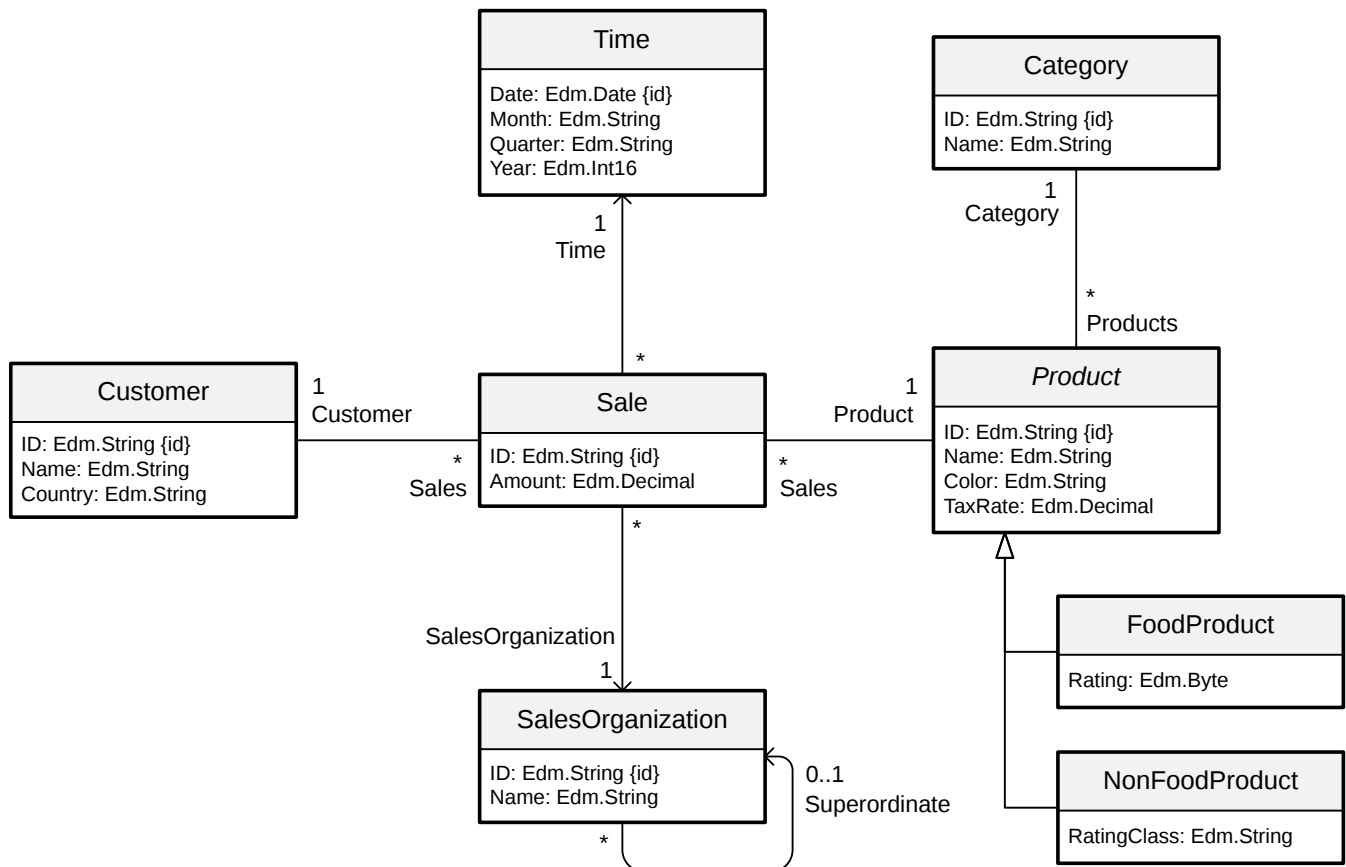 Time
Date: Edm.Date {id}
Month: Edm.String
Quarter: Edm.String
Year: Edm.Int16
Category
ID: Edm.String {id}
Name: Edm.String
1
Time
1
Category
*
Products
*
Customer
ID: Edm.String {id}
Name: Edm.String
Country: Edm.String
1
Customer
*
Sales
Sale
ID: Edm.String {id}
Amount: Edm.Decimal
1
Product
*
Sales
Product
ID: Edm.String {id}
Name: Edm.String
Color: Edm.String
TaxRate: Edm.Decimal
*
SalesOrganization
1
SalesOrganization
ID: Edm.String {id}
Name: Edm.String
*
0..1
Superordinate
FoodProduct
Rating: Edm.Byte
NonFoodProduct
RatingClass: Edm.String